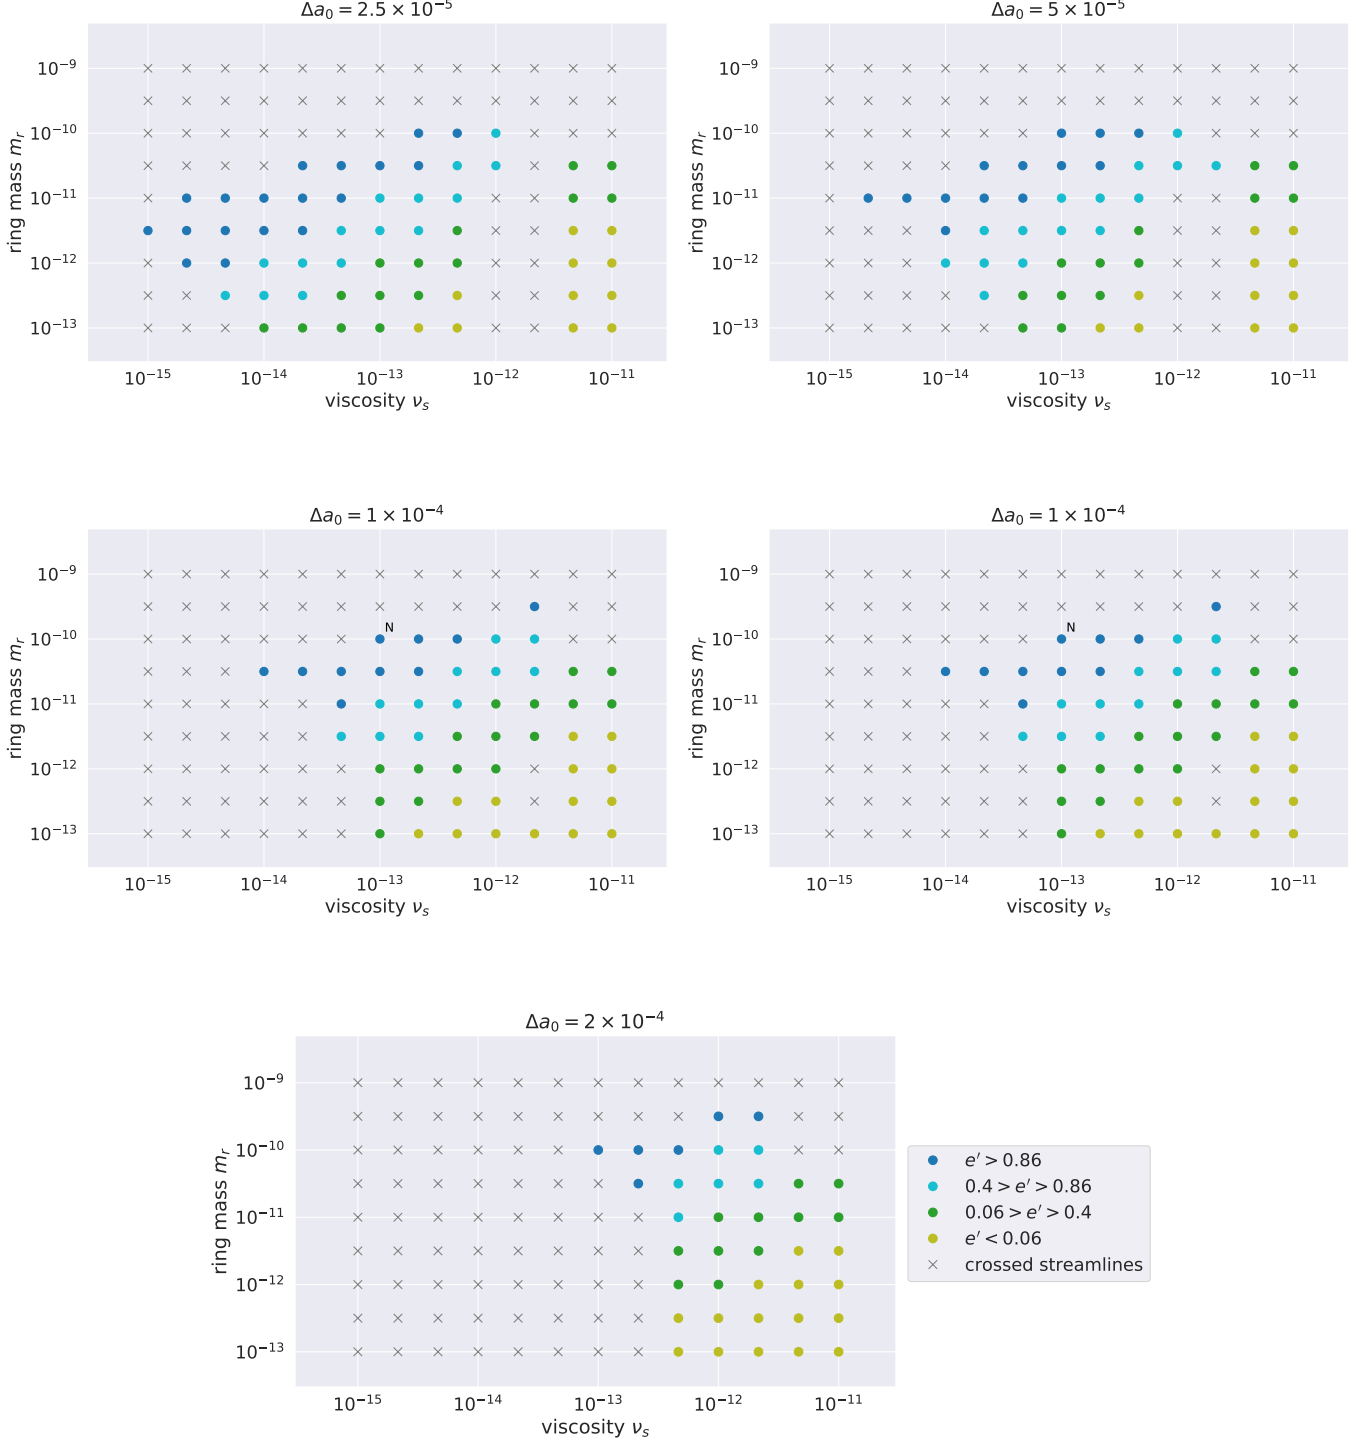 Δa₀ = 2.5 × 10⁻⁵
ring mass mᵣ
10⁻⁹
10⁻¹⁰
10⁻¹¹
10⁻¹²
10⁻¹³
10⁻¹⁵ 10⁻¹⁴ 10⁻¹³ 10⁻¹² 10⁻¹¹
viscosity νₛ
Δa₀ = 5 × 10⁻⁵
ring mass mᵣ
10⁻⁹
10⁻¹⁰
10⁻¹¹
10⁻¹²
10⁻¹³
10⁻¹⁵ 10⁻¹⁴ 10⁻¹³ 10⁻¹² 10⁻¹¹
viscosity νₛ
Δa₀ = 1 × 10⁻⁴
ring mass mᵣ
10⁻⁹
N
10⁻¹⁰
10⁻¹¹
10⁻¹²
10⁻¹³
10⁻¹⁵ 10⁻¹⁴ 10⁻¹³ 10⁻¹² 10⁻¹¹
viscosity νₛ
Δa₀ = 1 × 10⁻⁴
ring mass mᵣ
10⁻⁹
N
10⁻¹⁰
10⁻¹¹
10⁻¹²
10⁻¹³
10⁻¹⁵ 10⁻¹⁴ 10⁻¹³ 10⁻¹² 10⁻¹¹
viscosity νₛ
Δa₀ = 2 × 10⁻⁴
ring mass mᵣ
10⁻⁹
10⁻¹⁰
10⁻¹¹
10⁻¹²
10⁻¹³
10⁻¹⁵ 10⁻¹⁴ 10⁻¹³ 10⁻¹² 10⁻¹¹
viscosity νₛ
e′ > 0.86
0.4 > e′ > 0.86
0.06 > e′ > 0.4
e′ < 0.06
crossed streamlines